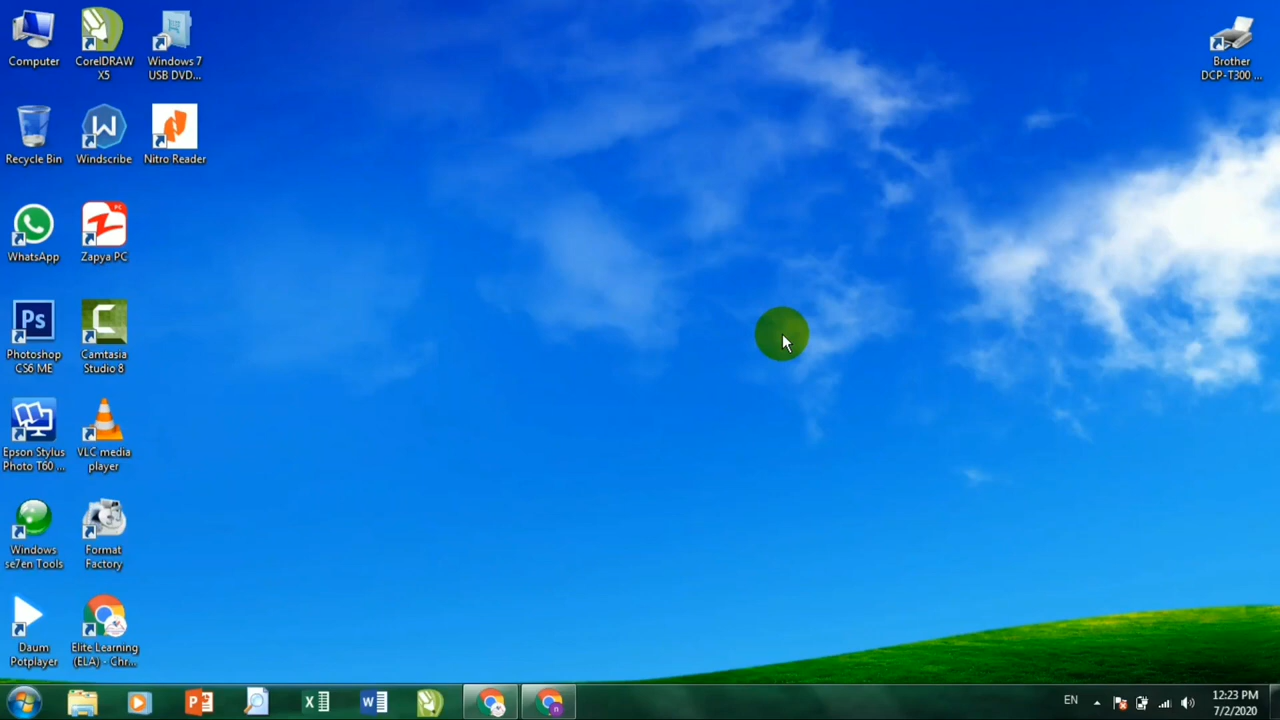 Computer
CorelDRAW
X5
Windows 7
USB DVD...
Brother
DCP-T300 ...
Recycle Bin
W
Windscribe
Nitro Reader
WhatsApp
PC
Zapya PC
Ps
Photoshop
CS6 ME
C
Camtasia
Studio 8
Epson Stylus
Photo T60 ...
VLC media
player
Windows
se7en Tools
Format
Factory
Daum
Potplayer
Elite Learning
(ELA) - Chr...
n
EN
12:23 PM
7/2/2020